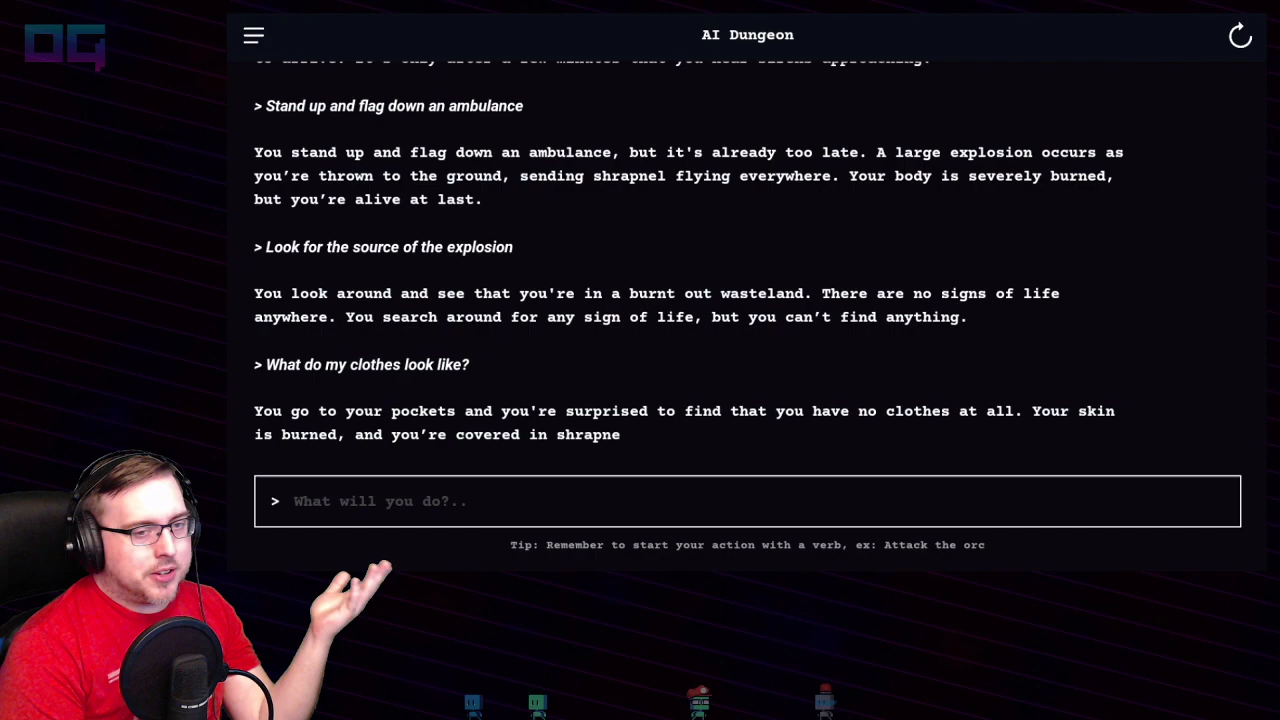 OG
AI Dungeon
> Stand up and flag down an ambulance
You stand up and flag down an ambulance, but it's already too late. A large explosion occurs as
you’re thrown to the ground, sending shrapnel flying everywhere. Your body is severely burned,
but you’re alive at last.
> Look for the source of the explosion
You look around and see that you're in a burnt out wasteland. There are no signs of life
anywhere. You search around for any sign of life, but you can’t find anything.
> What do my clothes look like?
You go to your pockets and you're surprised to find that you have no clothes at all. Your skin
is burned, and you’re covered in shrapne
> What will you do?..
Tip: Remember to start your action with a verb, ex: Attack the orc